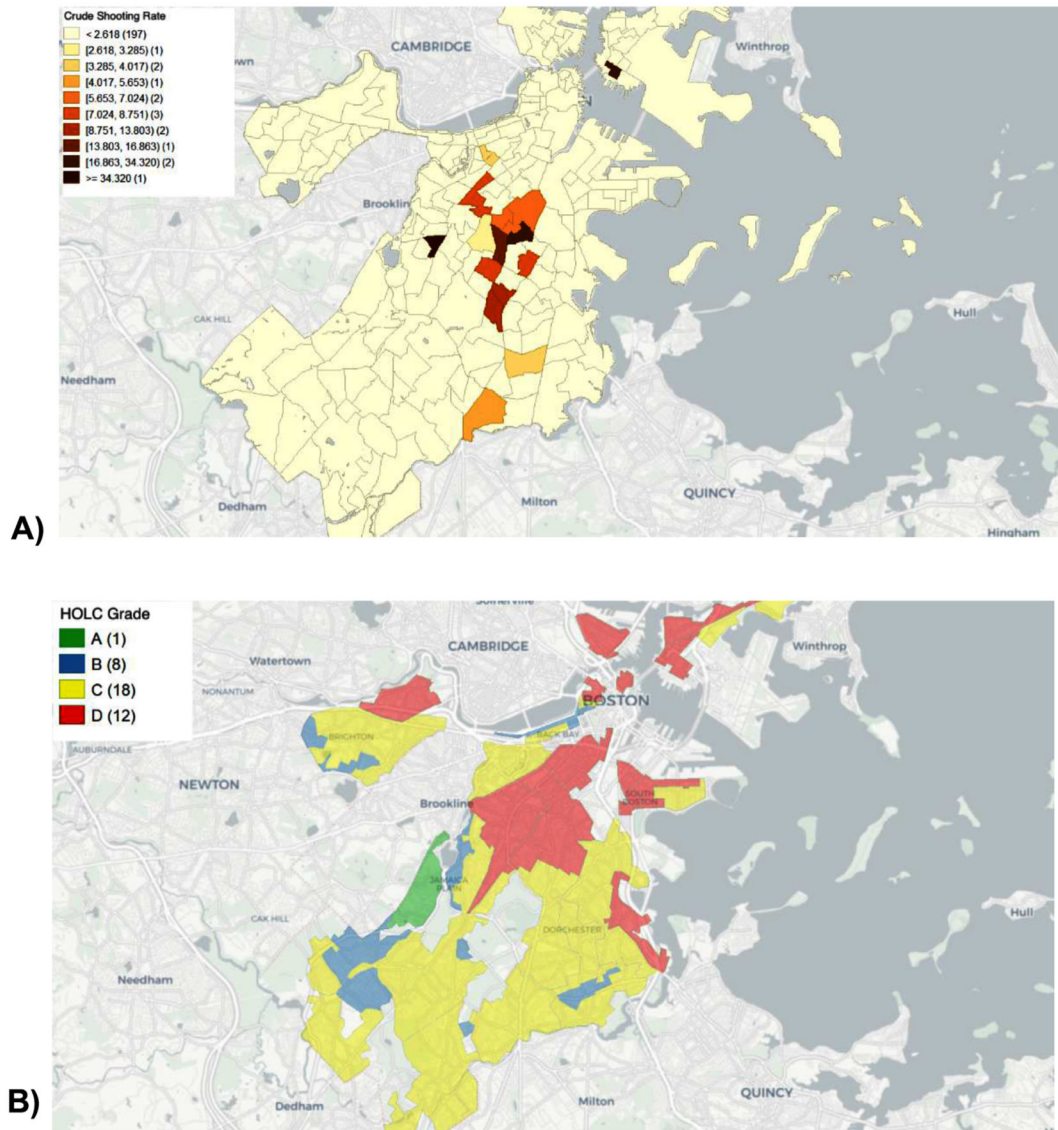 Crude Shooting Rate
< 2.618 (197)
[2.618, 3.285) (1)
[3.285, 4.017) (2)
[4.017, 5.653) (1)
[5.653, 7.024) (2)
[7.024, 8.751) (3)
[8.751, 13.803) (2)
[13.803, 16.863) (1)
[16.863, 34.320) (2)
>= 34.320 (1)
CAMBRIDGE
Winthrop
Brooklin
OAK HILL
Needham
Hull
Dedham
Milton
QUINCY
Hingham
A)
HOLC Grade
A (1)
B (8)
C (18)
D (12)
CAMBRIDGE
Winthrop
Watertown
NONANTUM
BOSTON
BRIGHTON
BACK BAY
AUBURNDALE
NEWTON
SOUTH
BOSTON
Brookline
JAMAICA
PLAIN
OAK HILL
DORCHESTER
Hull
Needham
Dedham
Milton
QUINCY
B)